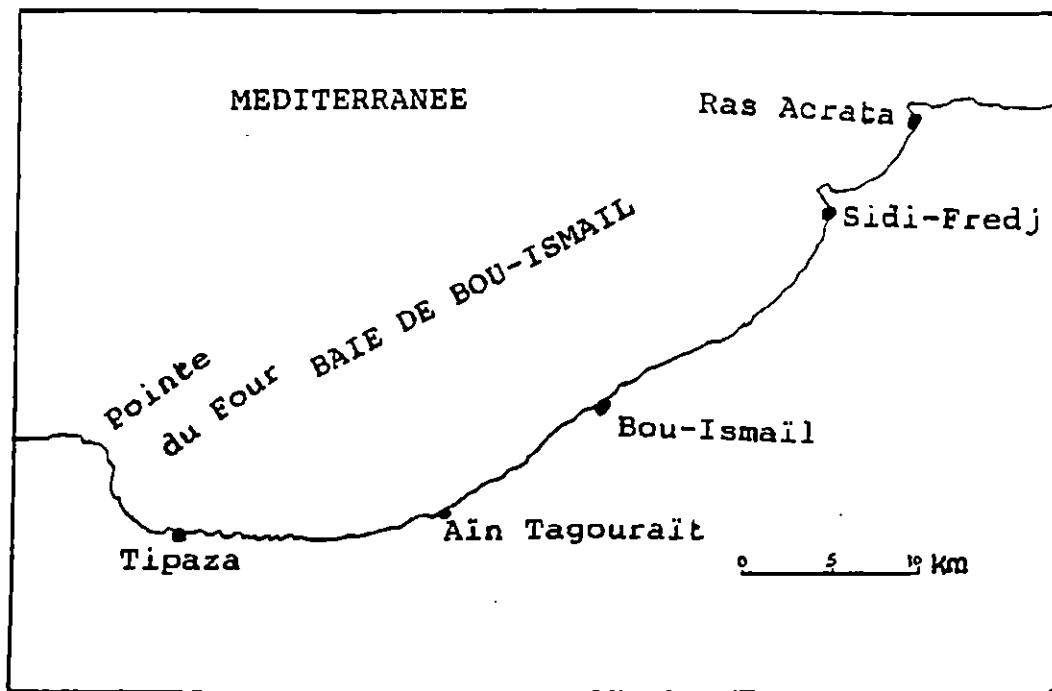 MEDITERRANEE
Ras Acrata
Sidi-Fredj
Pointe
du Four BAIE DE BOU-ISMAIL
Bou-Ismaïl
Aïn Tagouraït
Tipaza
0 5 10 km